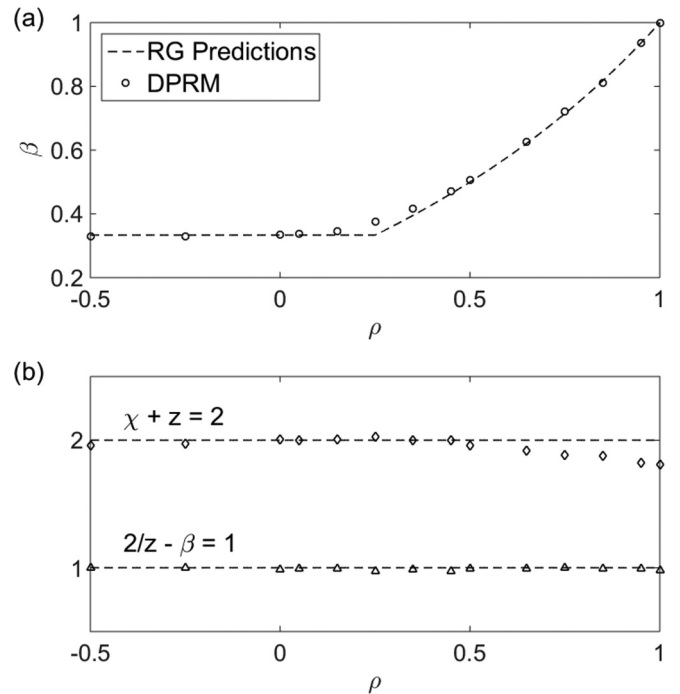 (a)
1
0.8
0.6
0.4
0.2
β
RG Predictions
DPRM
-0.5
0
0.5
1
ρ
(b)
2
1
χ + z = 2
2/z - β = 1
-0.5
0
0.5
1
ρ